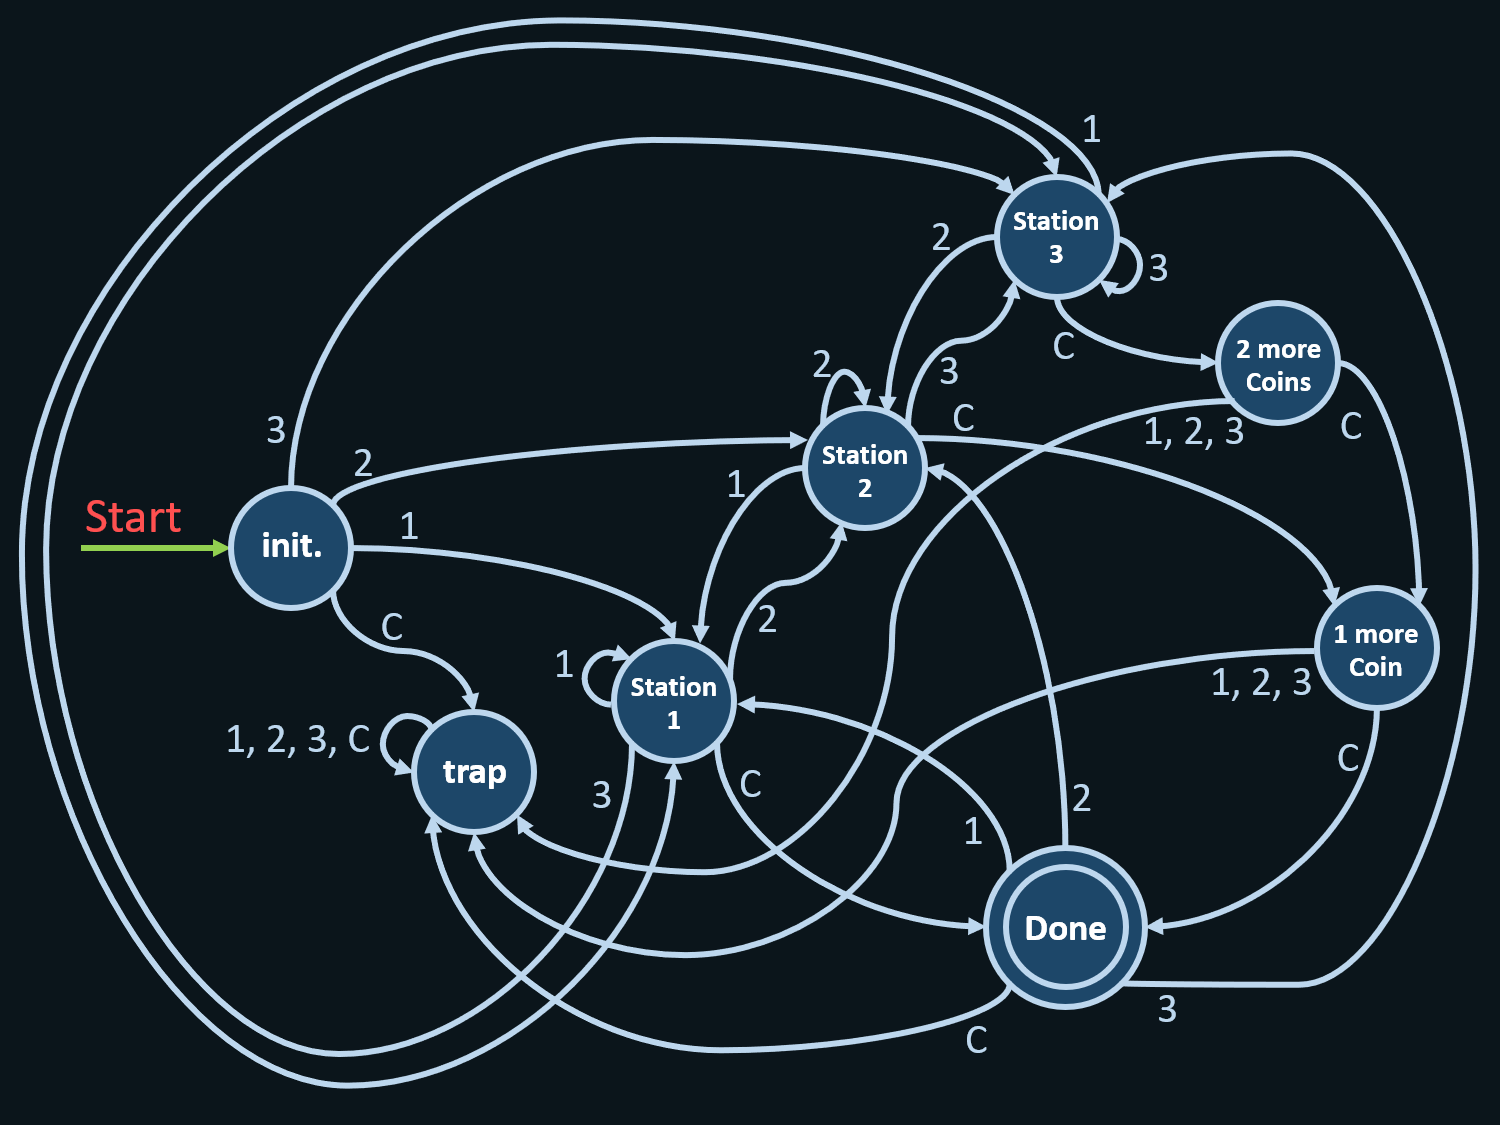 1
Station
3
2
3
C
2 more
Coins
2
3
C
1, 2, 3
C
3
2
Station
2
1
Start
1
init.
C
2
1
Station
1
1 more
Coin
1, 2, 3
1, 2, 3, C
trap
3
C
C
2
1
Done
3
C